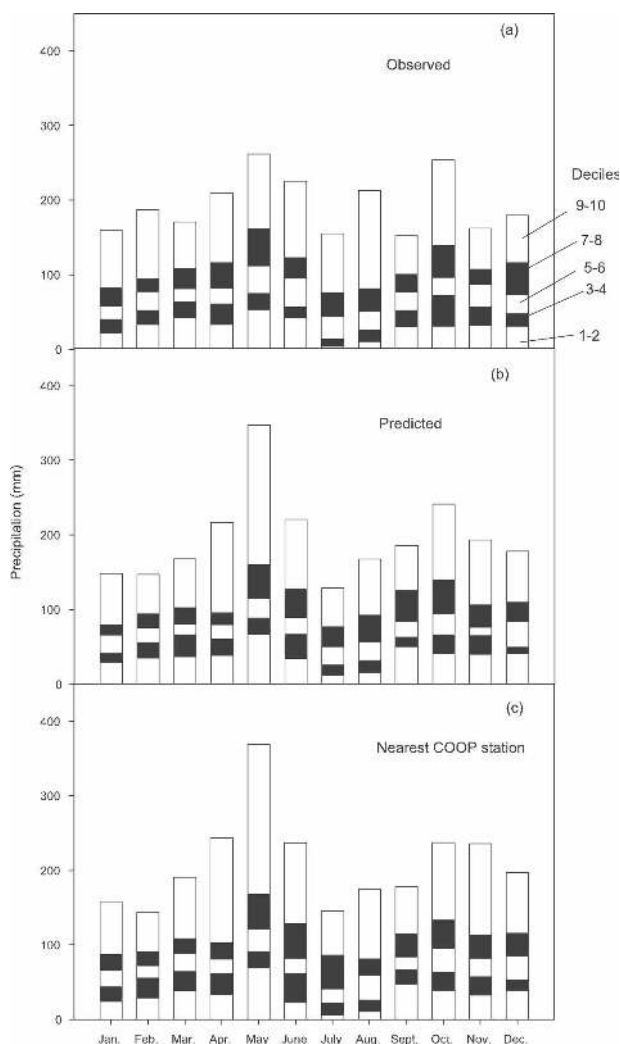 (a)
Observed
400
300
200
100
0
Deciles
9-10
7-8
5-6
3-4
1-2
(b)
Predicted
400
300
200
100
0
Precipitation (mm)
(c)
Nearest COOP station
400
300
200
100
0
Jan. Feb. Mar. Apr. May June July Aug. Sept. Oct. Nov. Dec.